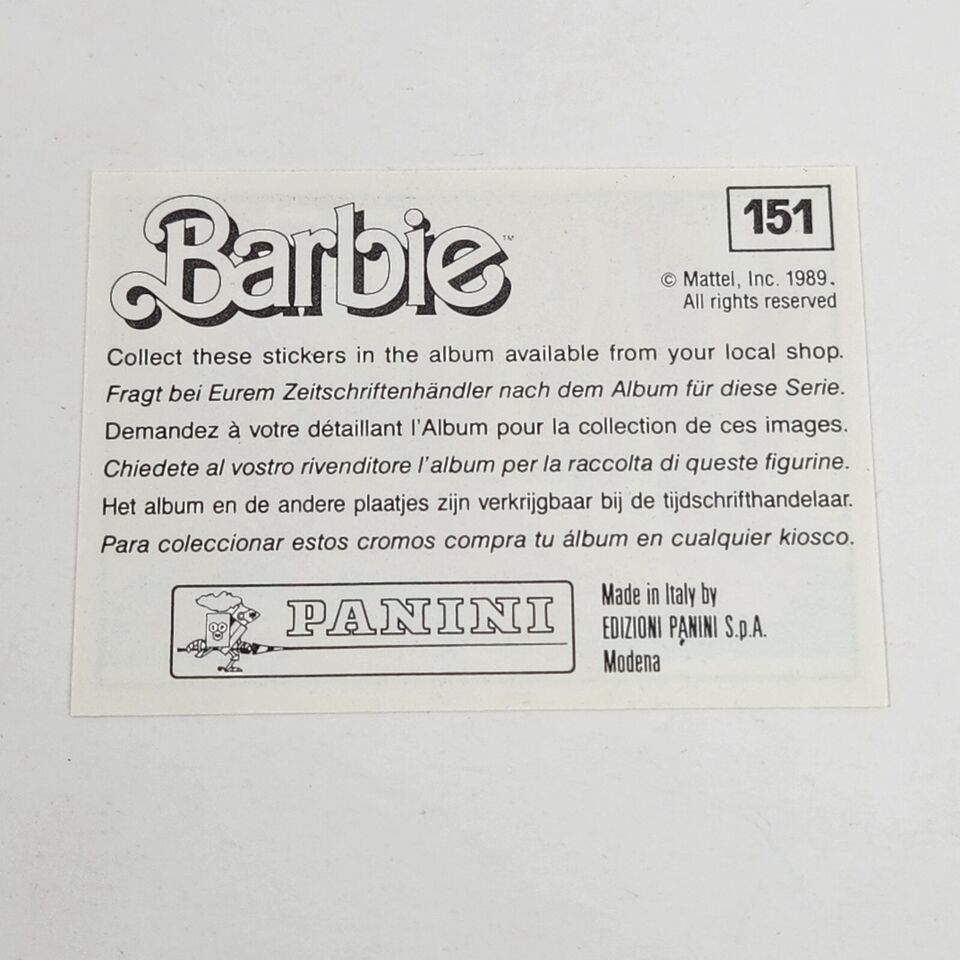 Barbie™
151
© Mattel, Inc. 1989.
All rights reserved
Collect these stickers in the album available from your local shop.
Fragt bei Eurem Zeitschriftenhändler nach dem Album für diese Serie.
Demandez à votre détaillant l'Album pour la collection de ces images.
Chiedete al vostro rivenditore l'album per la raccolta di queste figurine.
Het album en de andere plaatjes zijn verkrijgbaar bij de tijdschrifthandelaar.
Para coleccionar estos cromos compra tu álbum en cualquier kiosco.
PANINI
Made in Italy by
EDIZIONI PANINI S.p.A.
Modena